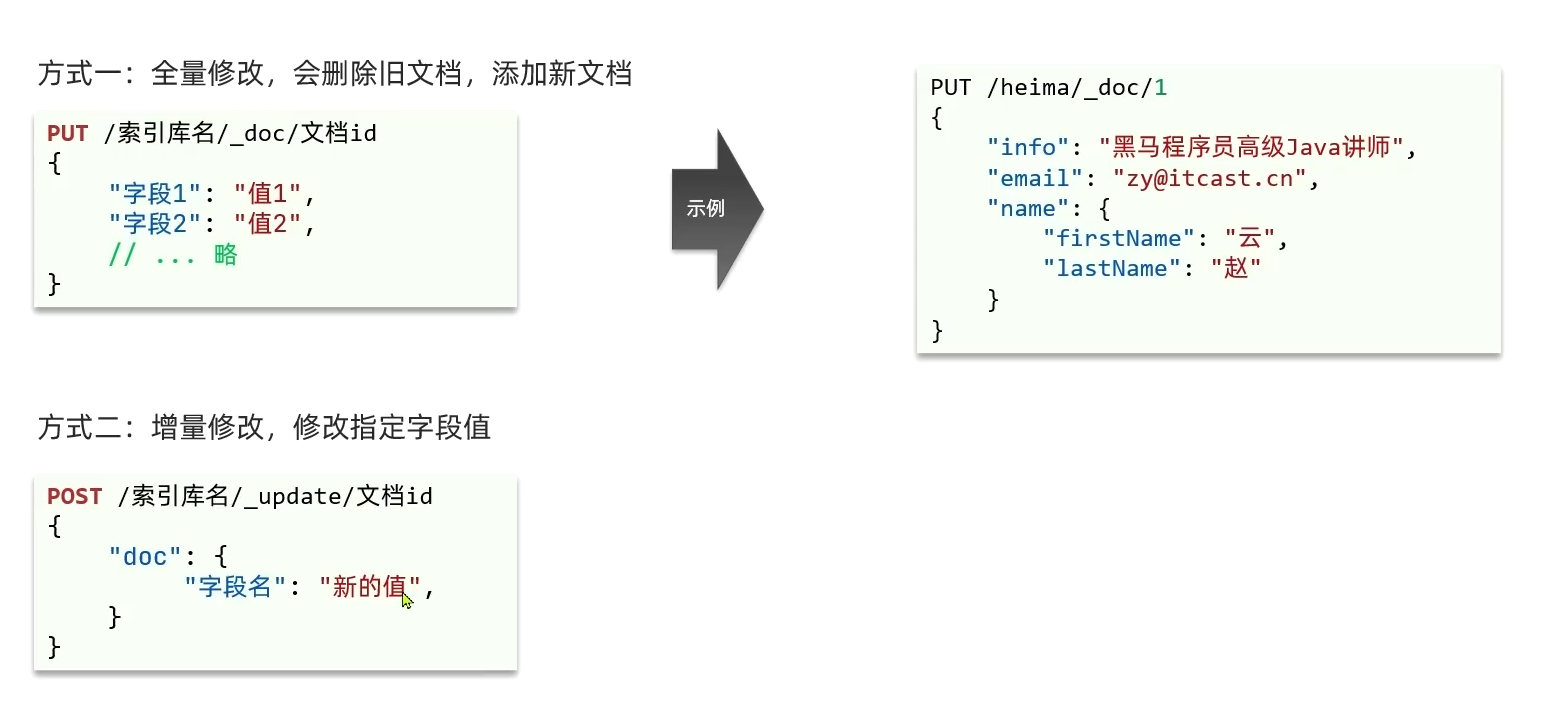 方式一：全量修改，会删除旧文档，添加新文档
PUT /索引库名/_doc/文档id
{
    "字段1": "值1",
    "字段2": "值2",
    // ... 略
}
示例
PUT /heima/_doc/1
{
    "info": "黑马程序员高级Java讲师",
    "email": "zy@itcast.cn",
    "name": {
        "firstName": "云",
        "lastName": "赵"
    }
}
方式二：增量修改，修改指定字段值
POST /索引库名/_update/文档id
{
    "doc": {
         "字段名": "新的值",
    }
}